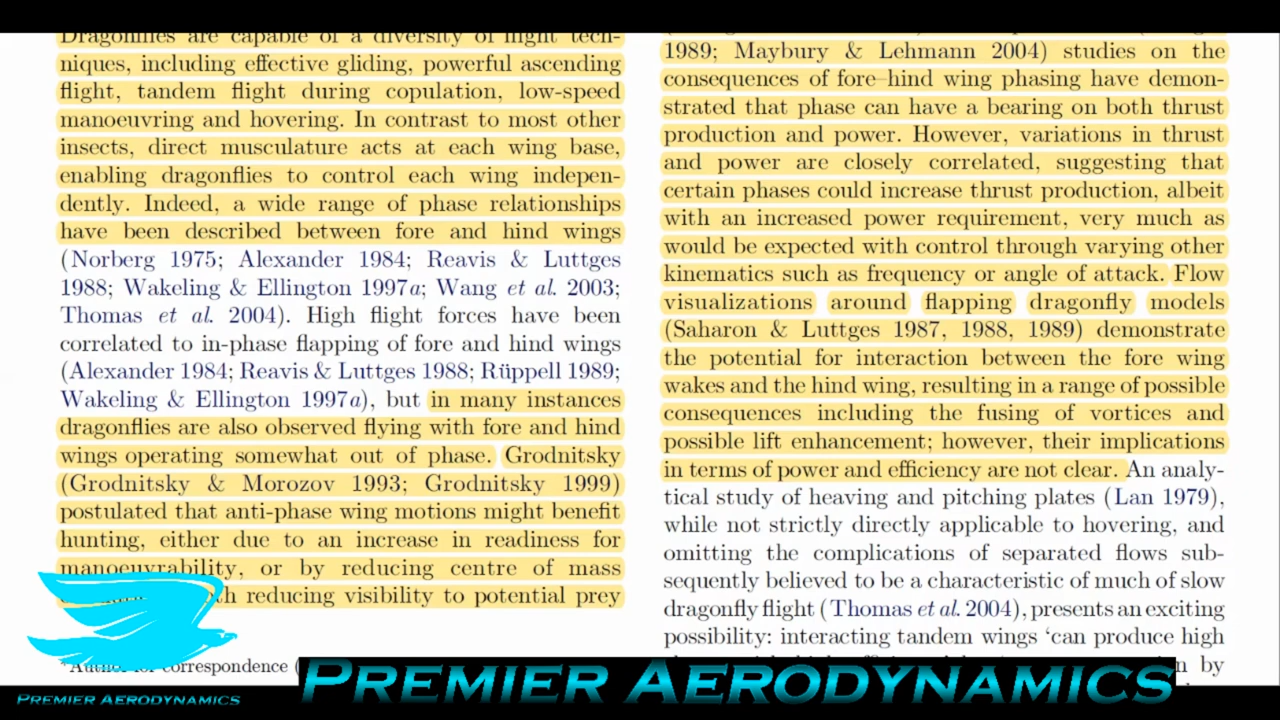 Dragonflies are capable of a diversity of flight tech-
niques, including effective gliding, powerful ascending
flight, tandem flight during copulation, low-speed
manoeuvring and hovering. In contrast to most other
insects, direct musculature acts at each wing base,
enabling dragonflies to control each wing indepen-
dently. Indeed, a wide range of phase relationships
have been described between fore and hind wings
(Norberg 1975; Alexander 1984; Reavis & Luttges
1988; Wakeling & Ellington 1997a; Wang et al. 2003;
Thomas et al. 2004). High flight forces have been
correlated to in-phase flapping of fore and hind wings
(Alexander 1984; Reavis & Luttges 1988; Rüppell 1989;
Wakeling & Ellington 1997a), but in many instances
dragonflies are also observed flying with fore and hind
wings operating somewhat out of phase. Grodnitsky
(Grodnitsky & Morozov 1993; Grodnitsky 1999)
postulated that anti-phase wing motions might benefit
hunting, either due to an increase in readiness for
manoeuvrability, or by reducing centre of mass
reducing visibility to potential prey
*Author for correspondence (
1989; Maybury & Lehmann 2004) studies on the
consequences of fore–hind wing phasing have demon-
strated that phase can have a bearing on both thrust
production and power. However, variations in thrust
and power are closely correlated, suggesting that
certain phases could increase thrust production, albeit
with an increased power requirement, very much as
would be expected with control through varying other
kinematics such as frequency or angle of attack. Flow
visualizations around flapping dragonfly models
(Saharon & Luttges 1987, 1988, 1989) demonstrate
the potential for interaction between the fore wing
wakes and the hind wing, resulting in a range of possible
consequences including the fusing of vortices and
possible lift enhancement; however, their implications
in terms of power and efficiency are not clear. An analy-
tical study of heaving and pitching plates (Lan 1979),
while not strictly directly applicable to hovering, and
omitting the complications of separated flows sub-
sequently believed to be a characteristic of much of slow
dragonfly flight (Thomas et al. 2004), presents an exciting
possibility: interacting tandem wings ‘can produce high
by
PREMIER AERODYNAMICS
PREMIER AERODYNAMICS